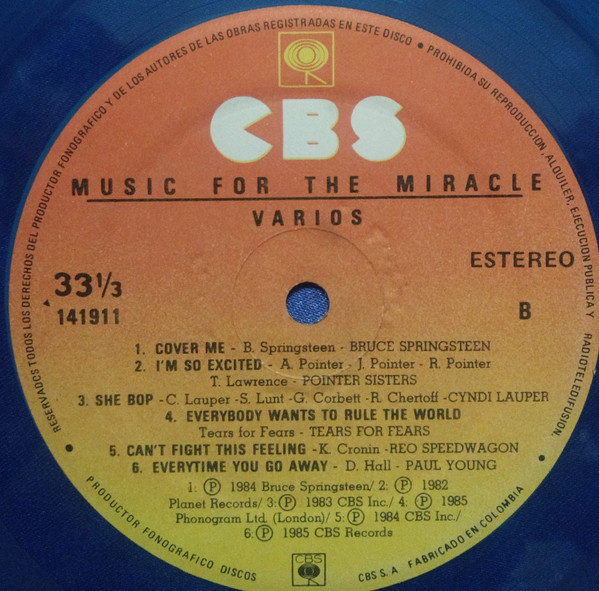 RESERVADOS TODOS LOS DERECHOS DEL PRODUCTOR FONOGRAFICO Y DE LOS AUTORES DE LAS OBRAS REGISTRADAS EN ESTE DISCO • PROHIBIDA SU REPRODUCCION, ALQUILER, EJECUCION PUBLICA Y RADIOTELEDIFUSION.
CBS
MUSIC FOR THE MIRACLE
VARIOS
33⅓
ESTEREO
141911
B
1. COVER ME - B. Springsteen - BRUCE SPRINGSTEEN
2. I'M SO EXCITED - A. Pointer - J. Pointer - R. Pointer
T. Lawrence - POINTER SISTERS
3. SHE BOP - C. Lauper - S. Lunt - G. Corbett - R. Chertoff - CYNDI LAUPER
4. EVERYBODY WANTS TO RULE THE WORLD
Tears for Fears - TEARS FOR FEARS
5. CAN'T FIGHT THIS FEELING - K. Cronin - REO SPEEDWAGON
6. EVERYTIME YOU GO AWAY - D. Hall - PAUL YOUNG
1: Ⓟ 1984 Bruce Springsteen/ 2: Ⓟ 1982
Planet Records/ 3: Ⓟ 1983 CBS Inc./ 4: Ⓟ 1985
Phonogram Ltd. (London)/ 5: Ⓟ 1984 CBS Inc./
6: Ⓟ 1985 CBS Records
CBS
PRODUCTOR FONOGRAFICO DISCOS CBS S. A FABRICADO EN COLOMBIA